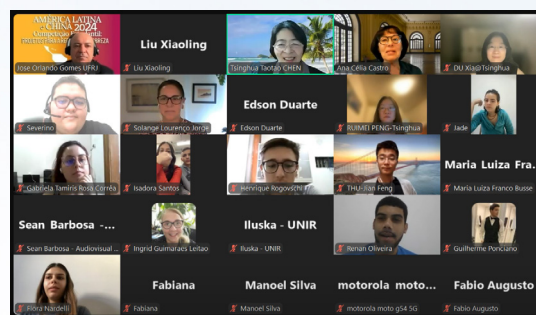 AMÉRICA LATINA
CHINA 2024
Jose Orlando Gomes UFRJ
Liu Xiaoling
Liu Xiaoling
Tsinghua Taotao CHEN
Ana Célia Castro
DU Xia@Tsinghua
Severino
Solange Lourenço Jorge
Edson Duarte
Edson Duarte
RUIMEI PENG-Tsinghua
Jade
Gabriela Tamiris Rosa Corrêa
Isadora Santos
Henrique Rogovschi
THU-Jian Feng
Maria Luiza Fra...
Maria Luiza Franco Busse
Sean Barbosa -...
Sean Barbosa - Audiovisual ...
Ingrid Guimaraes Leitao
Iluska - UNIR
Iluska - UNIR
Renan Oliveira
Guilherme Ponciano
Flora Nardelli
Fabiana
Fabiana
Manoel Silva
Manoel Silva
motorola moto...
motorola moto g54 5G
Fabio Augusto
Fabio Augusto